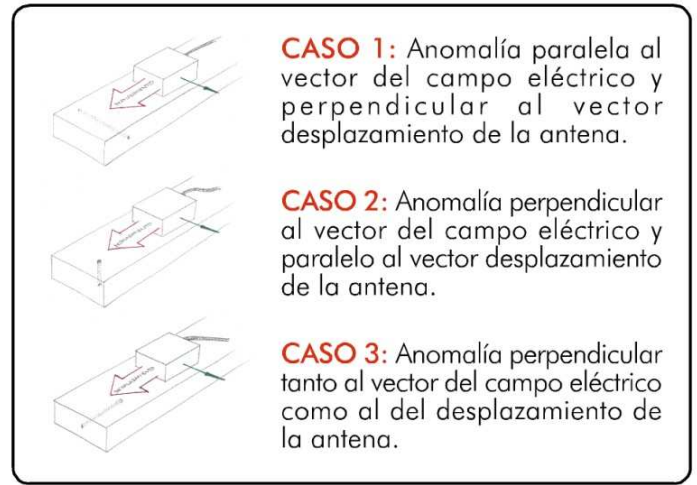 CASO 1: Anomalía paralela al
vector del campo eléctrico y
perpendicular al vector
desplazamiento de la antena.
CASO 2: Anomalía perpendicular
al vector del campo eléctrico y
paralelo al vector desplazamiento
de la antena.
CASO 3: Anomalía perpendicular
tanto al vector del campo eléctrico
como al del desplazamiento de
la antena.